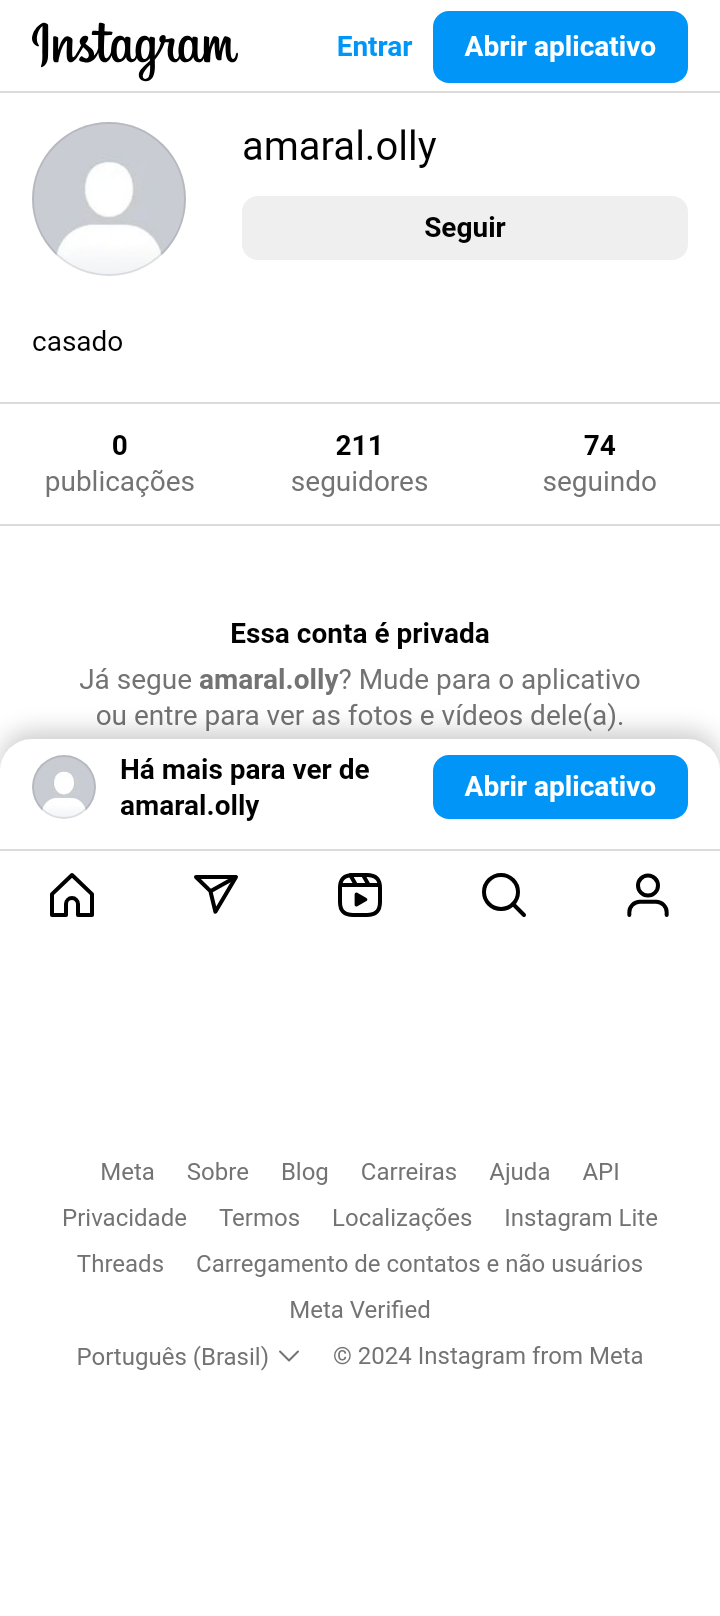 Instagram
Entrar
Abrir aplicativo
amaral.olly
Seguir
casado
0
publicações
211
seguidores
74
seguindo
Essa conta é privada
Já segue amaral.olly? Mude para o aplicativo
ou entre para ver as fotos e vídeos dele(a).
Há mais para ver de
amaral.olly
Abrir aplicativo
Meta Sobre Blog Carreiras Ajuda API
Privacidade Termos Localizações Instagram Lite
Threads Carregamento de contatos e não usuários
Meta Verified
Português (Brasil) © 2024 Instagram from Meta